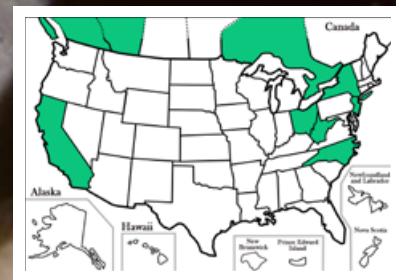 Canada
Newfoundland
and Labrador
Alaska
Hawaii
Nova Scotia
New
Brunswick
Prince Edward
Island